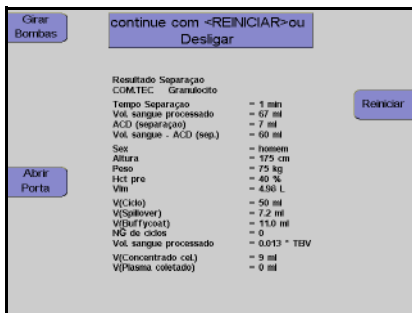 Girar
Bombas
continue com <REINICIAR>ou
Desligar
Resultado Separaçao
COM.TEC Granulocito
Tempo Separaçao = 1 min
Vol. sangue processado = 67 ml
ACD (separaçao) = 7 ml
Vol. sangue - ACD (sep.) = 60 ml
Reiniciar
Sex = homem
Altura = 175 cm
Peso = 75 kg
Hct pre = 40 %
Vlm = 4.98 L
Abrir
Porta
V(Ciclo) = 50 ml
V(Spillover) = 7.2 ml
V(Buffycoat) = 11.0 ml
NG de ciclos = 0
Vol. sangue processado = 0.013 * TBV
V(Concentrado cel.) = 9 ml
V(Plasma coletado) = 0 ml